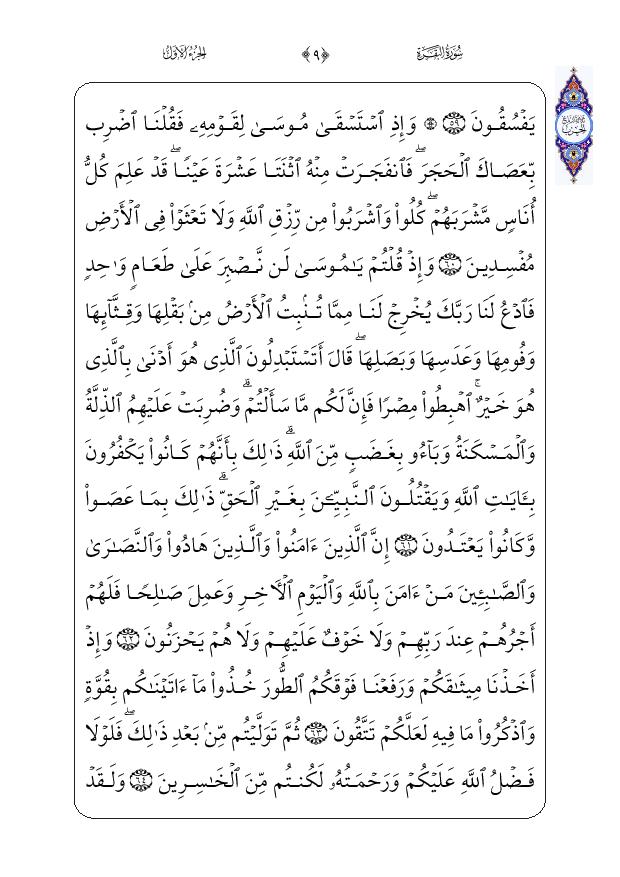 سُورَةُ البَقَرَةِ ﴿٩﴾ الجُزْءُ الأَوَّلُ
يَفۡسُقُونَ ٥٩ ۞ وَإِذِ ٱسۡتَسۡقَىٰ مُوسَىٰ لِقَوۡمِهِۦ فَقُلۡنَا ٱضۡرِب
بِّعَصَاكَ ٱلۡحَجَرَۖ فَٱنفَجَرَتۡ مِنۡهُ ٱثۡنَتَا عَشۡرَةَ عَيۡنٗاۖ قَدۡ عَلِمَ كُلُّ
أُنَاسٖ مَّشۡرَبَهُمۡۖ كُلُواْ وَٱشۡرَبُواْ مِن رِّزۡقِ ٱللَّهِ وَلَا تَعۡثَوۡاْ فِي ٱلۡأَرۡضِ
مُفۡسِدِينَ ٦٠ وَإِذۡ قُلۡتُمۡ يَٰمُوسَىٰ لَن نَّصۡبِرَ عَلَىٰ طَعَامٖ وَٰحِدٖ
فَٱدۡعُ لَنَا رَبَّكَ يُخۡرِجۡ لَنَا مِمَّا تُنۢبِتُ ٱلۡأَرۡضُ مِنۢ بَقۡلِهَا وَقِثَّآئِهَا
وَفُومِهَا وَعَدَسِهَا وَبَصَلِهَاۖ قَالَ أَتَسۡتَبۡدِلُونَ ٱلَّذِي هُوَ أَدۡنَىٰ بِٱلَّذِي
هُوَ خَيۡرٌۚ ٱهۡبِطُواْ مِصۡرٗا فَإِنَّ لَكُم مَّا سَأَلۡتُمۡۗ وَضُرِبَتۡ عَلَيۡهِمُ ٱلذِّلَّةُ
وَٱلۡمَسۡكَنَةُ وَبَآءُو بِغَضَبٖ مِّنَ ٱللَّهِۗ ذَٰلِكَ بِأَنَّهُمۡ كَانُواْ يَكۡفُرُونَ
بِـَٔايَٰتِ ٱللَّهِ وَيَقۡتُلُونَ ٱلنَّبِيِّـۧنَ بِغَيۡرِ ٱلۡحَقِّۗ ذَٰلِكَ بِمَا عَصَواْ
وَّكَانُواْ يَعۡتَدُونَ ٦١ إِنَّ ٱلَّذِينَ ءَامَنُواْ وَٱلَّذِينَ هَادُواْ وَٱلنَّصَٰرَىٰ
وَٱلصَّٰبِـِٔينَ مَنۡ ءَامَنَ بِٱللَّهِ وَٱلۡيَوۡمِ ٱلۡأٓخِرِ وَعَمِلَ صَٰلِحٗا فَلَهُمۡ
أَجۡرُهُمۡ عِندَ رَبِّهِمۡ وَلَا خَوۡفٌ عَلَيۡهِمۡ وَلَا هُمۡ يَحۡزَنُونَ ٦٢ وَإِذۡ
أَخَذۡنَا مِيثَٰقَكُمۡ وَرَفَعۡنَا فَوۡقَكُمُ ٱلطُّورَ خُذُواْ مَآ ءَاتَيۡنَٰكُم بِقُوَّةٖ
وَٱذۡكُرُواْ مَا فِيهِ لَعَلَّكُمۡ تَتَّقُونَ ٦٣ ثُمَّ تَوَلَّيۡتُم مِّنۢ بَعۡدِ ذَٰلِكَۖ فَلَوۡلَا
فَضۡلُ ٱللَّهِ عَلَيۡكُمۡ وَرَحۡمَتُهُۥ لَكُنتُم مِّنَ ٱلۡخَٰسِرِينَ ٦٤ وَلَقَدۡ